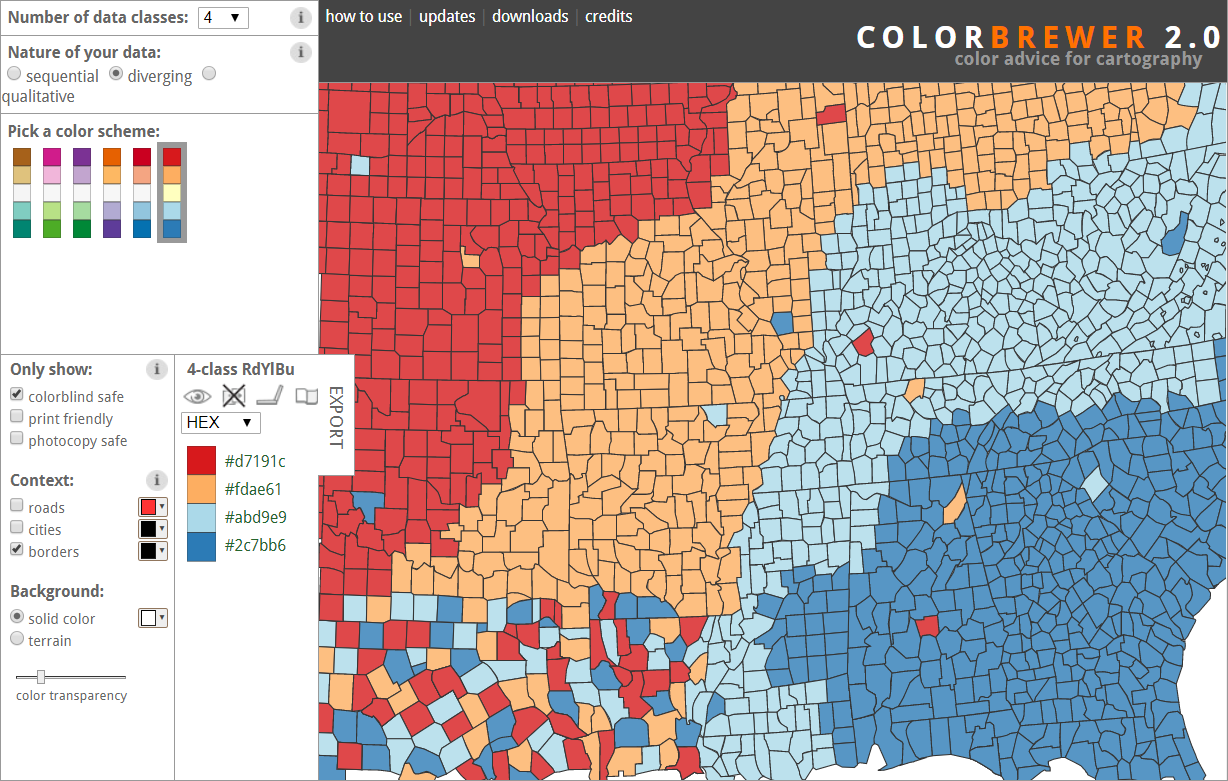 Number of data classes: 4 ▼ i
how to use | updates | downloads | credits
COLORBREWER 2.0
color advice for cartography
Nature of your data: i
sequential diverging
qualitative
Pick a color scheme:
Only show: i
colorblind safe
print friendly
photocopy safe
Context: i
roads
cities
borders
Background:
solid color
terrain
color transparency
4-class RdYlBu
HEX ▼
EXPORT
#d7191c
#fdae61
#abd9e9
#2c7bb6